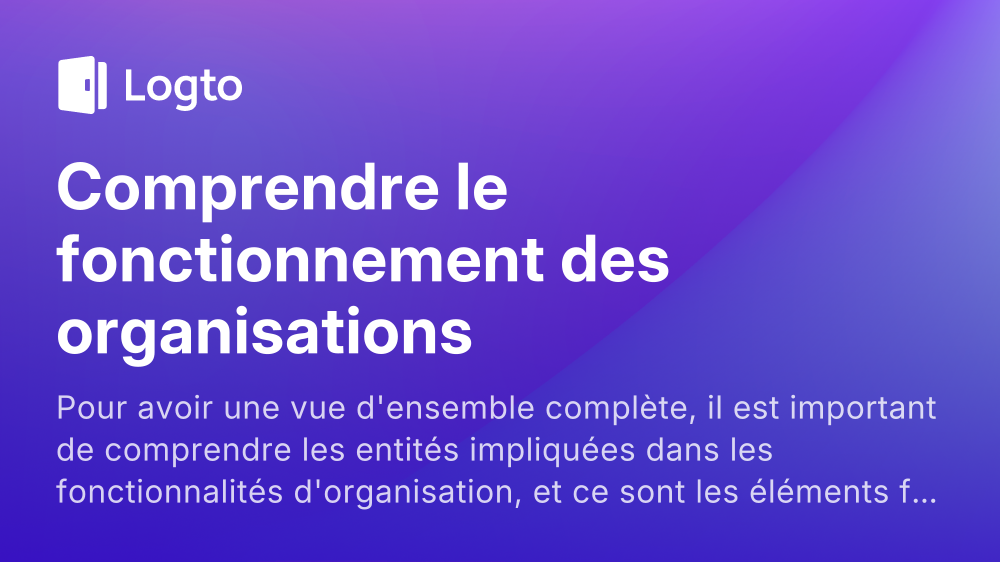 Logto
Comprendre le
fonctionnement des
organisations
Pour avoir une vue d'ensemble complète, il est important
de comprendre les entités impliquées dans les
fonctionnalités d'organisation, et ce sont les éléments f...